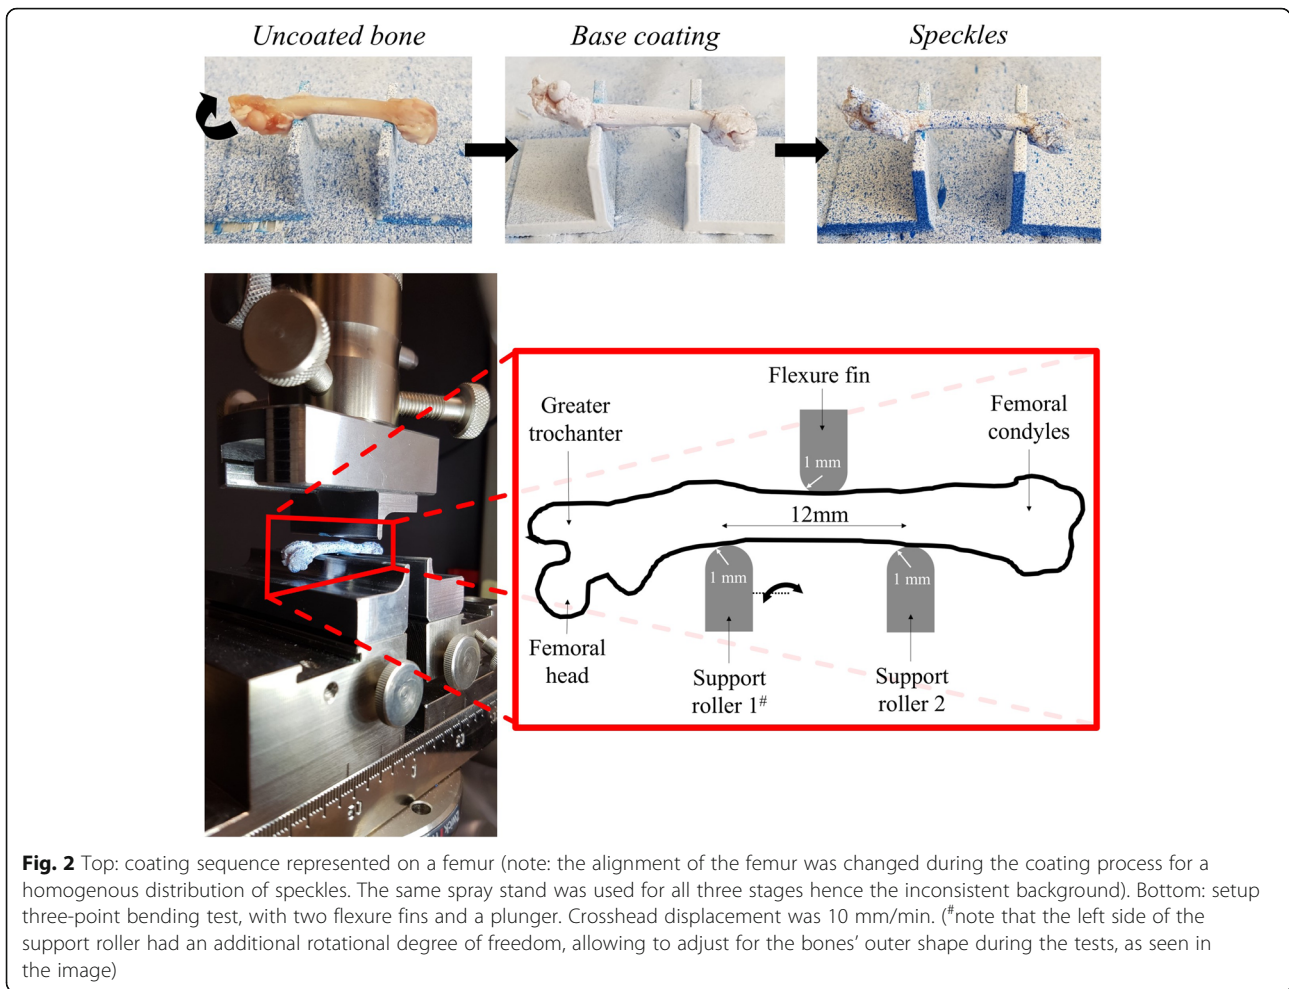 Uncoated bone
Base coating
Speckles
Flexure fin
Greater
trochanter
Femoral
condyles
1 mm
12mm
1 mm
1 mm
Femoral
head
Support
roller 1#
Support
roller 2
Fig. 2 Top: coating sequence represented on a femur (note: the alignment of the femur was changed during the coating process for a
homogenous distribution of speckles. The same spray stand was used for all three stages hence the inconsistent background). Bottom: setup
three-point bending test, with two flexure fins and a plunger. Crosshead displacement was 10 mm/min. (#note that the left side of the
support roller had an additional rotational degree of freedom, allowing to adjust for the bones' outer shape during the tests, as seen in
the image)